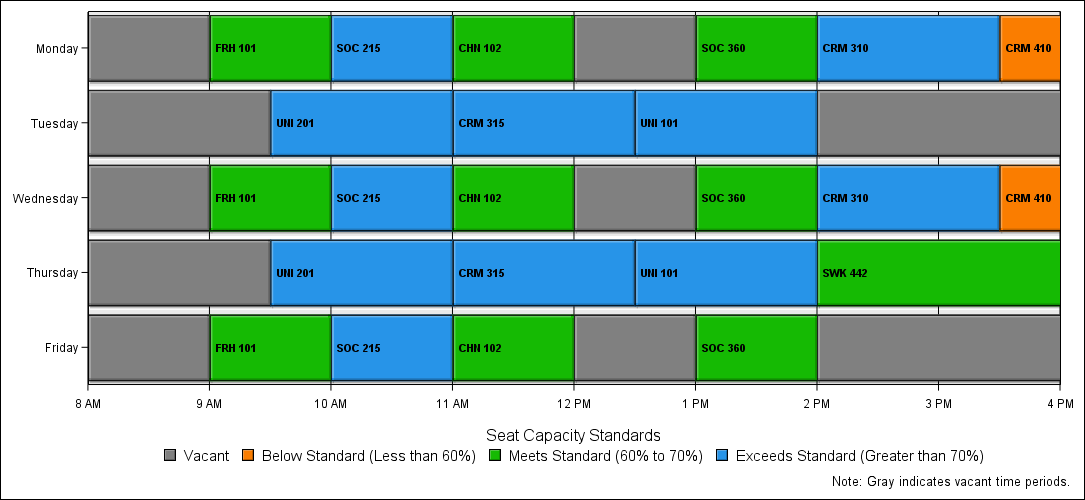 Monday FRH 101 SOC 215 CHN 102 SOC 360 CRM 310 CRM 410
Tuesday UNI 201 CRM 315 UNI 101
Wednesday FRH 101 SOC 215 CHN 102 SOC 360 CRM 310 CRM 410
Thursday UNI 201 CRM 315 UNI 101 SWK 442
Friday FRH 101 SOC 215 CHN 102 SOC 360
8 AM 9 AM 10 AM 11 AM 12 PM 1 PM 2 PM 3 PM 4 PM
Seat Capacity Standards
Vacant Below Standard (Less than 60%) Meets Standard (60% to 70%) Exceeds Standard (Greater than 70%)
Note: Gray indicates vacant time periods.